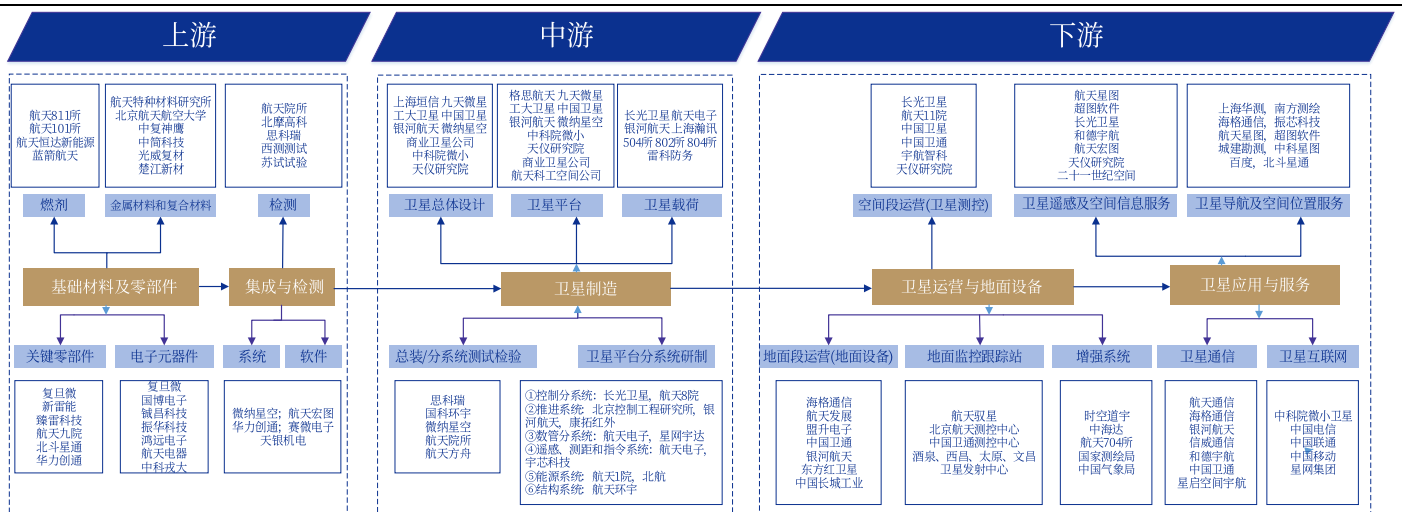 上游
中游
下游
航天811所
航天101所
航天恒达新能源
蓝箭航天
航天特种材料研究所
北京航天航空大学
中复神鹰
中简科技
光威复材
楚江新材
航天院所
北摩高科
思科瑞
西测测试
苏试试验
上海垣信 九天微星
工大卫星 中国卫星
银河航天 微纳星空
商业卫星公司
中科院微小
天仪研究院
格思航天 九天微星
工大卫星 中国卫星
银河航天 微纳星空
中科院微小
天仪研究院
商业卫星公司
航天科工空间公司
长光卫星 航天电子
银河航天 上海瀚讯
504所 802所 804所
雷科防务
长光卫星
航天11院
中国卫星
中国卫通
宇航智科
天仪研究院
航天星图
超图软件
长光卫星
和德宇航
航天宏图
天仪研究院
二十一世纪空间
上海华测，南方测绘
海格通信，振芯科技
航天星图，超图软件
城建勘测，中科星图
百度，北斗星通
燃剂
金属材料和复合材料
检测
卫星总体设计
卫星平台
卫星载荷
空间段运营(卫星测控)
卫星遥感及空间信息服务
卫星导航及空间位置服务
基础材料及零部件
集成与检测
卫星制造
卫星运营与地面设备
卫星应用与服务
关键零部件
电子元器件
系统
软件
总装/分系统测试检验
卫星平台分系统研制
地面段运营(地面设备)
地面监控跟踪站
增强系统
卫星通信
卫星互联网
复旦微
新雷能
臻雷科技
航天九院
北斗星通
华力创通
复旦微
国博电子
铖昌科技
振华科技
鸿远电子
航天电器
中科戎大
微纳星空；航天宏图
华力创通；赛微电子
天银机电
思科瑞
国科环宇
微纳星空
航天院所
航天方舟
①控制分系统：长光卫星，航天8院
②推进系统：北京控制工程研究所，银
河航天，康拓红外
③数管分系统：航天电子，星网宇达
④遥感、测距和指令系统：航天电子，
宇芯科技
⑤能源系统：航天1院，北航
⑥结构系统：航天环宇
海格通信
航天发展
盟升电子
中国卫通
银河航天
东方红卫星
中国长城工业
航天驭星
北京航天测控中心
中国卫通测控中心
酒泉、西昌、太原、文昌
卫星发射中心
时空道宇
中海达
航天704所
国家测绘局
中国气象局
航天通信
海格通信
银河航天
信威通信
和德宇航
中国卫通
星启空间宇航
中科院微小卫星
中国电信
中国联通
中国移动
星网集团